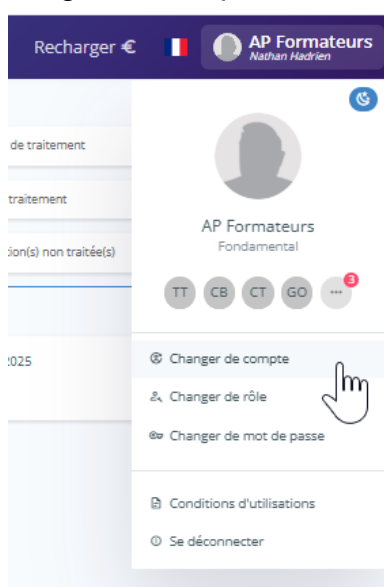 Recharger €
AP Formateurs
Nathan Hadrien
de traitement
traitement
ion(s) non traitée(s)
2025
AP Formateurs
Fondamental
TT CB CT GO ... 3
Changer de compte
Changer de rôle
Changer de mot de passe
Conditions d'utilisations
Se déconnecter